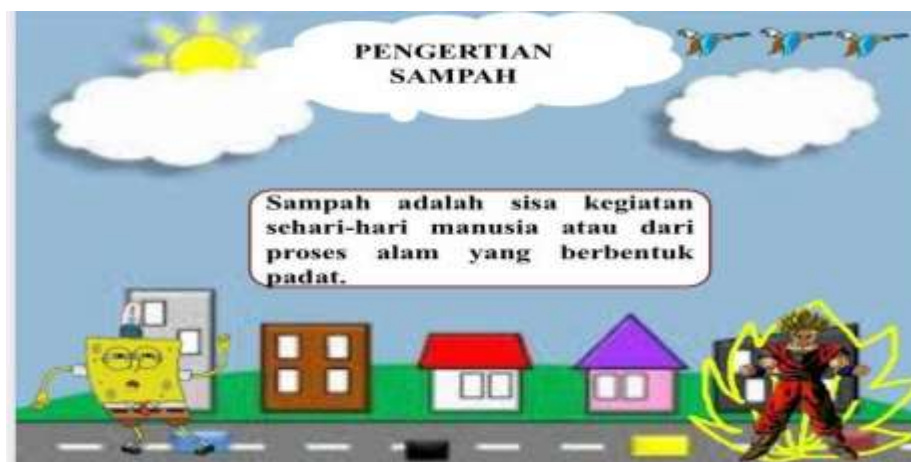 PENGERTIAN
SAMPAH
Sampah adalah sisa kegiatan
sehari-hari manusia atau dari
proses alam yang berbentuk
padat.